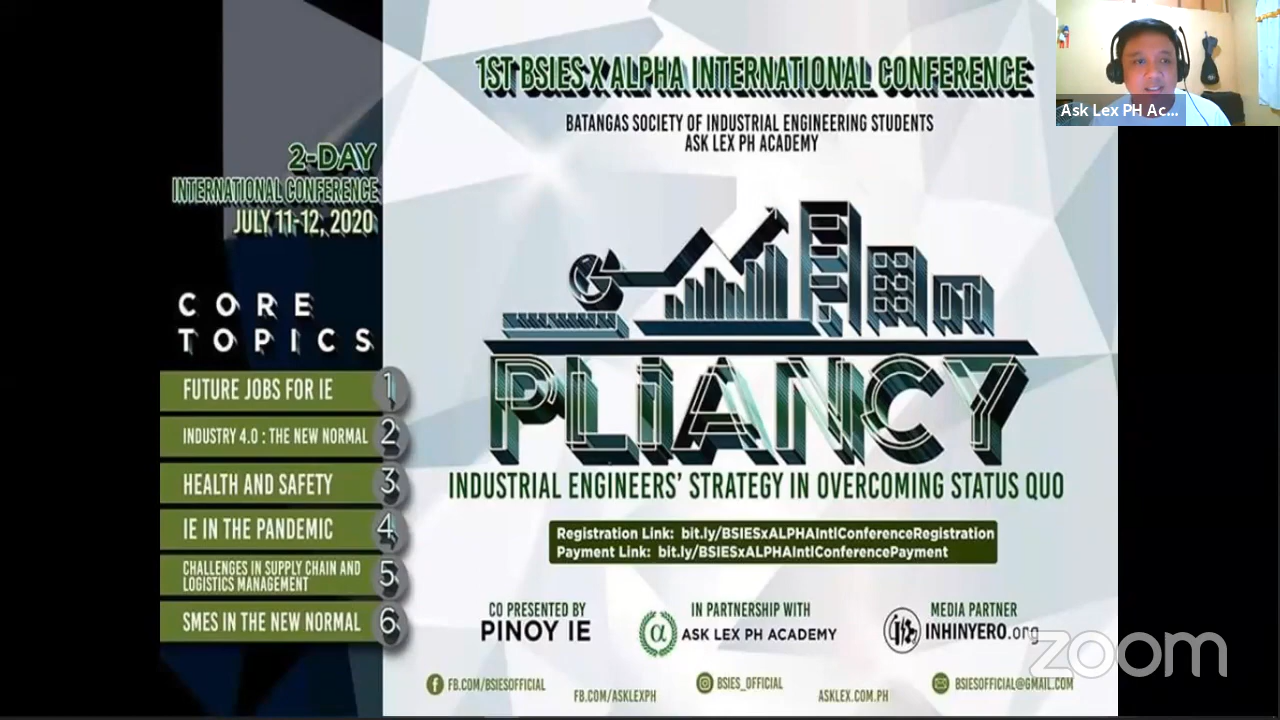 1ST BSIES X ALPHA INTERNATIONAL CONFERENCE
BATANGAS SOCIETY OF INDUSTRIAL ENGINEERING STUDENTS
ASK LEX PH ACADEMY
Ask Lex PH Ac...
2-DAY
INTERNATIONAL CONFERENCE
JULY 11-12, 2020
CORE
TOPICS
FUTURE JOBS FOR IE 1
INDUSTRY 4.0 : THE NEW NORMAL 2
HEALTH AND SAFETY 3
IE IN THE PANDEMIC 4
CHALLENGES IN SUPPLY CHAIN AND
LOGISTICS MANAGEMENT 5
SMES IN THE NEW NORMAL 6
PLIANCY
INDUSTRIAL ENGINEERS' STRATEGY IN OVERCOMING STATUS QUO
Registration Link: bit.ly/BSIESxALPHAIntlConferenceRegistration
Payment Link: bit.ly/BSIESxALPHAIntlConferencePayment
CO PRESENTED BY
PINOY IE
IN PARTNERSHIP WITH
α ASK LEX PH ACADEMY
MEDIA PARTNER
INHINYERO.org
zoom
FB.COM/BSIESOFFICIAL
FB.COM/ASKLEXPH
BSIES_OFFICIAL
ASKLEX.COM.PH
BSIESOFFICIAL@GMAIL.COM